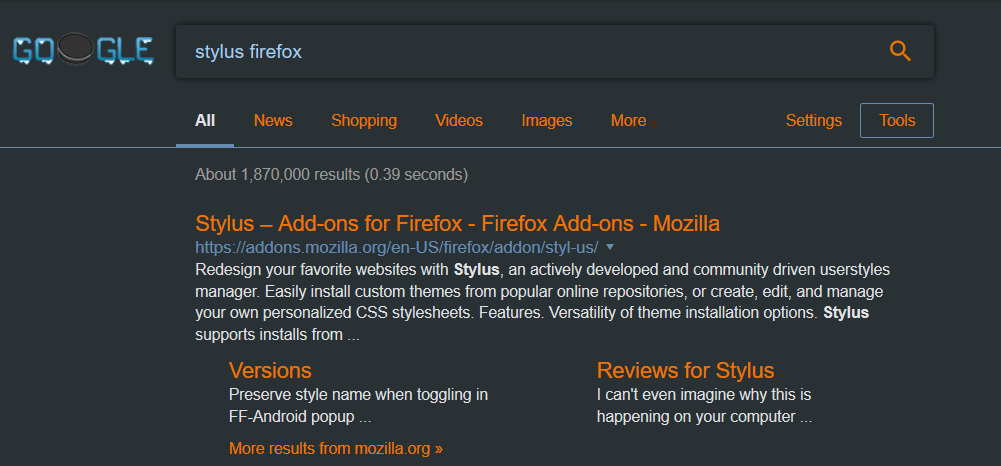 GOOGLE
stylus firefox
All News Shopping Videos Images More Settings Tools
About 1,870,000 results (0.39 seconds)
Stylus – Add-ons for Firefox - Firefox Add-ons - Mozilla
https://addons.mozilla.org/en-US/firefox/addon/styl-us/
Redesign your favorite websites with Stylus, an actively developed and community driven userstyles
manager. Easily install custom themes from popular online repositories, or create, edit, and manage
your own personalized CSS stylesheets. Features. Versatility of theme installation options. Stylus
supports installs from ...
Versions
Preserve style name when toggling in
FF-Android popup ...
Reviews for Stylus
I can't even imagine why this is
happening on your computer ...
More results from mozilla.org »